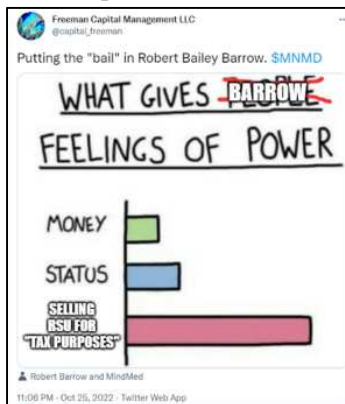 Freeman Capital Management LLC
@capital_freeman
Putting the "bail" in Robert Bailey Barrow. $MNMD
WHAT GIVES PEOPLE BARROW
FEELINGS OF POWER
MONEY
STATUS
SELLING
RSU FOR
"TAX PURPOSES"
Robert Barrow and MindMed
11:06 PM · Oct 25, 2022 · Twitter Web App